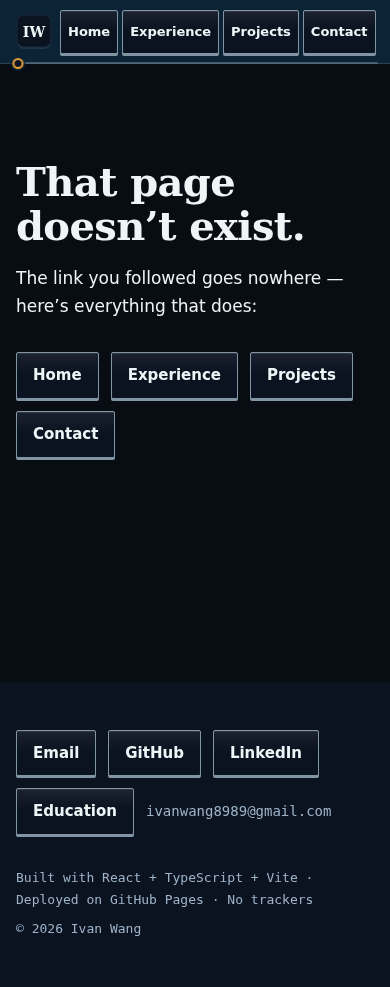 IW Home Experience Projects Contact
That page
doesn’t exist.
The link you followed goes nowhere —
here’s everything that does:
Home Experience Projects
Contact
Email GitHub LinkedIn
Education ivanwang8989@gmail.com
Built with React + TypeScript + Vite ·
Deployed on GitHub Pages · No trackers
© 2026 Ivan Wang